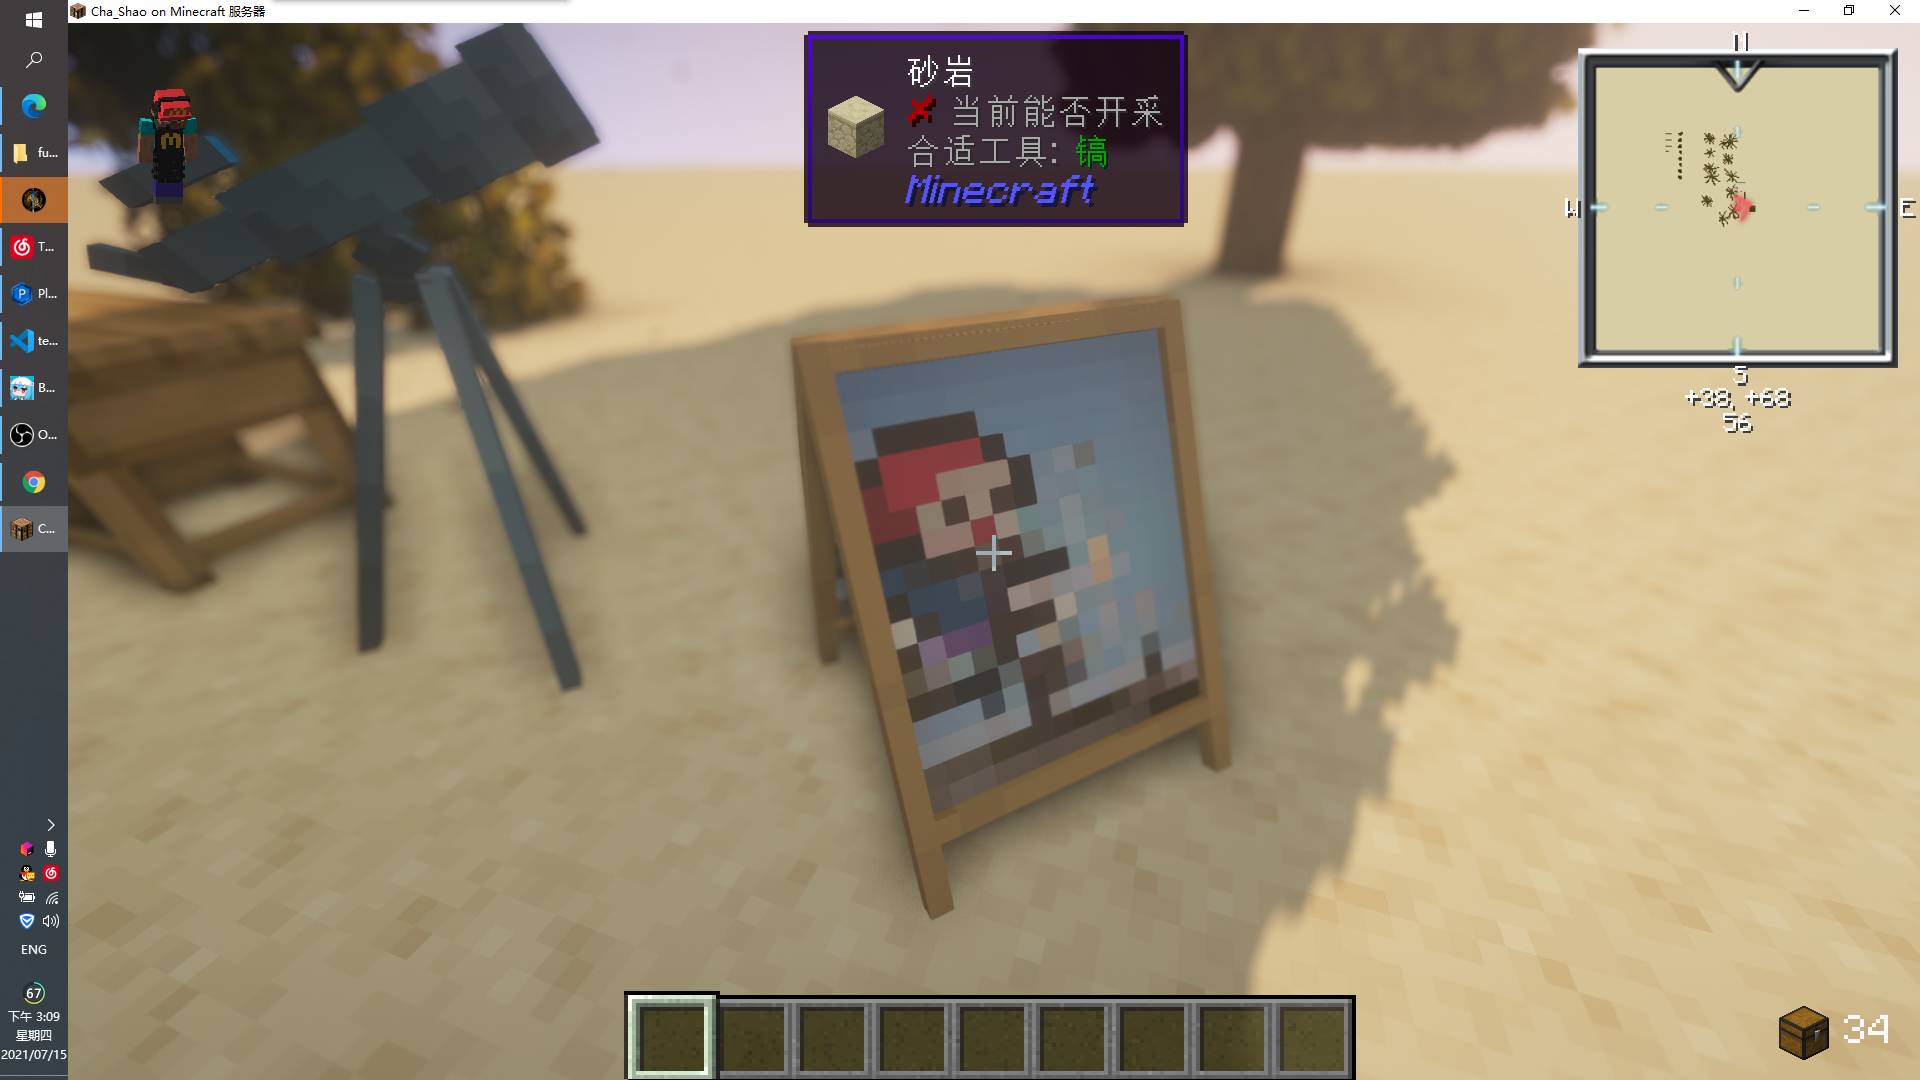 Cha_Shao on Minecraft 服务器
砂岩
当前能否开采
合适工具: 镐
Minecraft
N
W
E
S
+38, +68
56
fu...
T...
Pl...
te...
B...
O...
C...
ENG
67
下午 3:09
星期四
2021/07/15
34